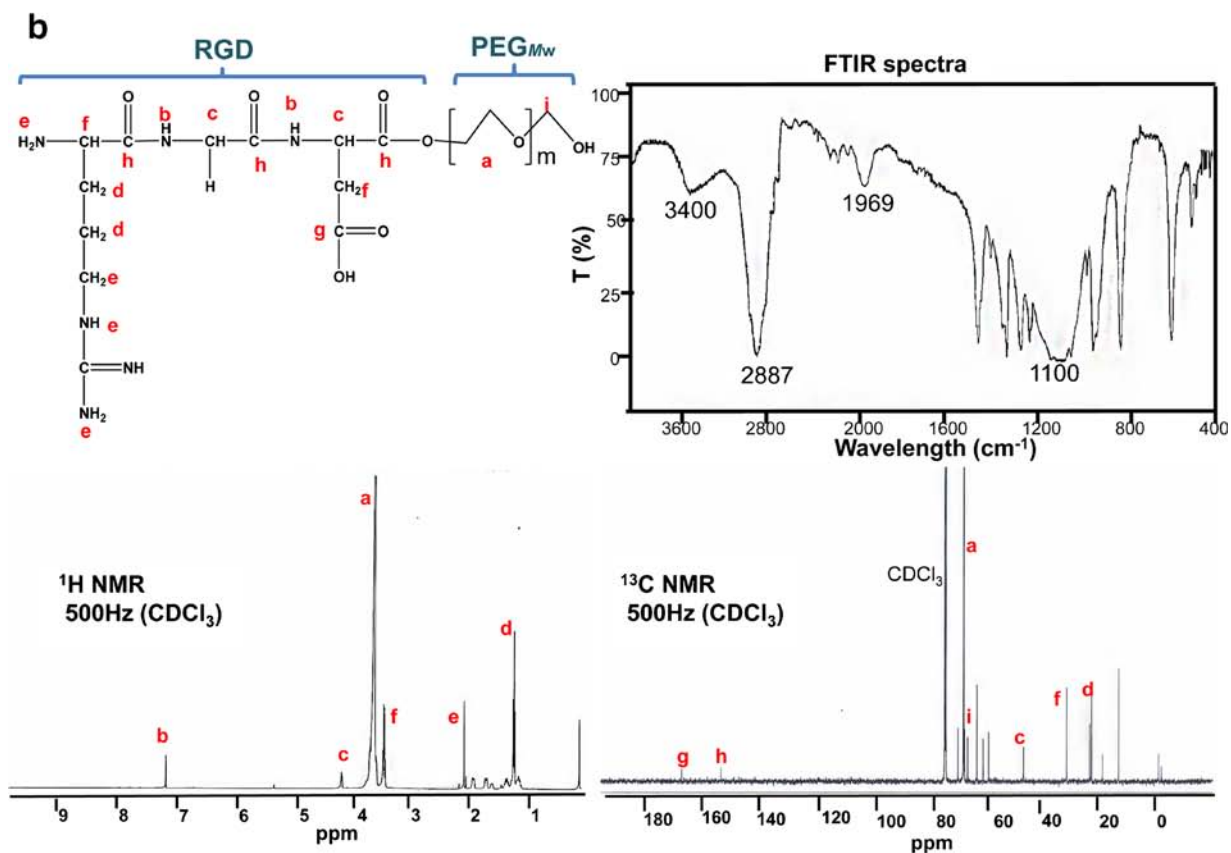 b
RGD
PEGMw
FTIR spectra
e
H2N
f
O
C
h
b
H
N
c
C
H
O
C
h
b
H
N
c
C
O
C
h
O
a
O
m
i
OH
CH2
d
CH2
f
CH2
d
g
C
O
OH
CH2
e
NH
e
C
NH
NH2
e
T (%)
100
75
50
25
0
3400
2887
1969
1100
3600
2800
2000
1600
1200
800
400
Wavelength (cm-1)
1H NMR
500Hz (CDCl3)
a
b
c
f
e
d
9
8
7
6
5
4
3
2
1
ppm
13C NMR
500Hz (CDCl3)
CDCl3
a
g
h
i
c
f
d
180
160
140
120
100
80
60
40
20
0
ppm